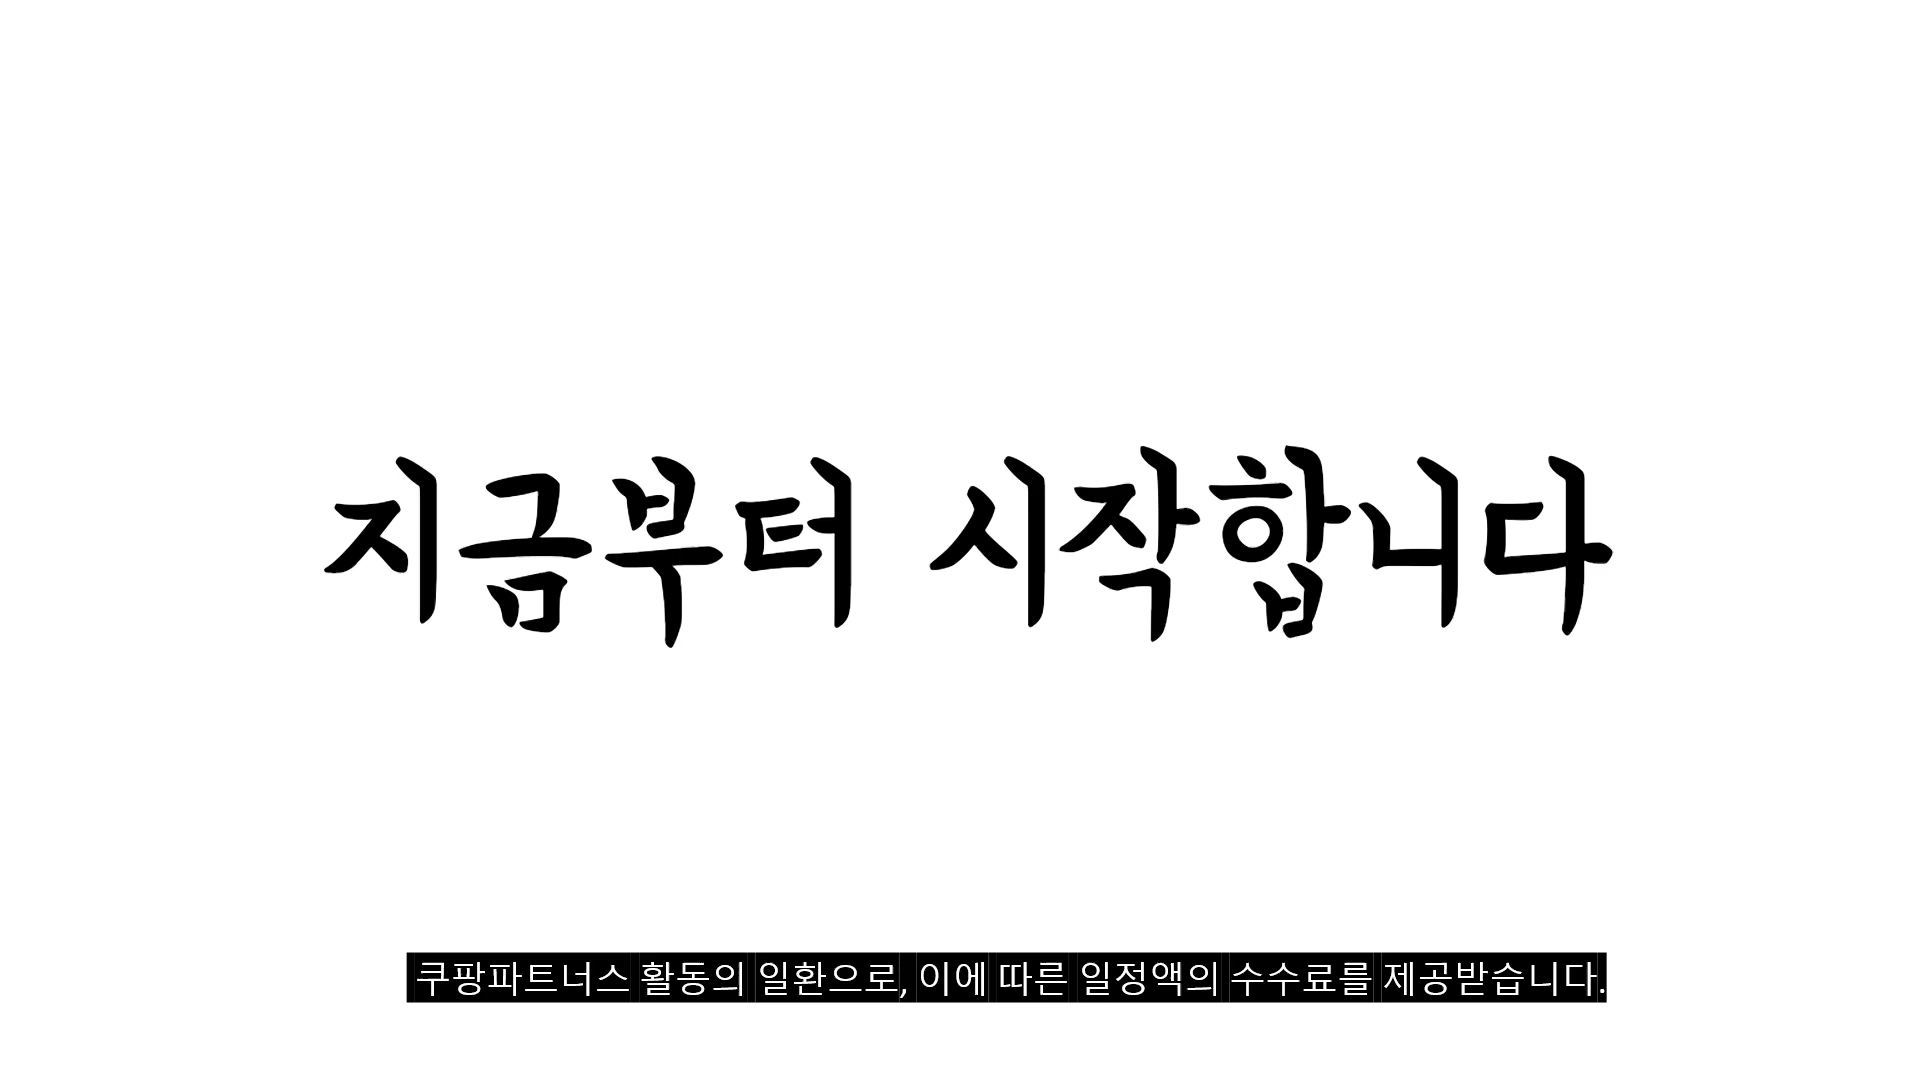 지금부터 시작합니다
쿠팡파트너스 활동의 일환으로, 이에 따른 일정액의 수수료를 제공받습니다.